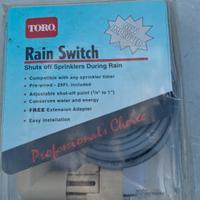 TORO
Rain Switch
Shuts off Sprinklers During Rain
• Compatible with any sprinkler timer
• Pre-wired - 25Ft. included
• Adjustable shut-off point (⅛" to 1")
• Conserves water and energy
• FREE Extension Adapter
• Easy Installation
Professionals Choice